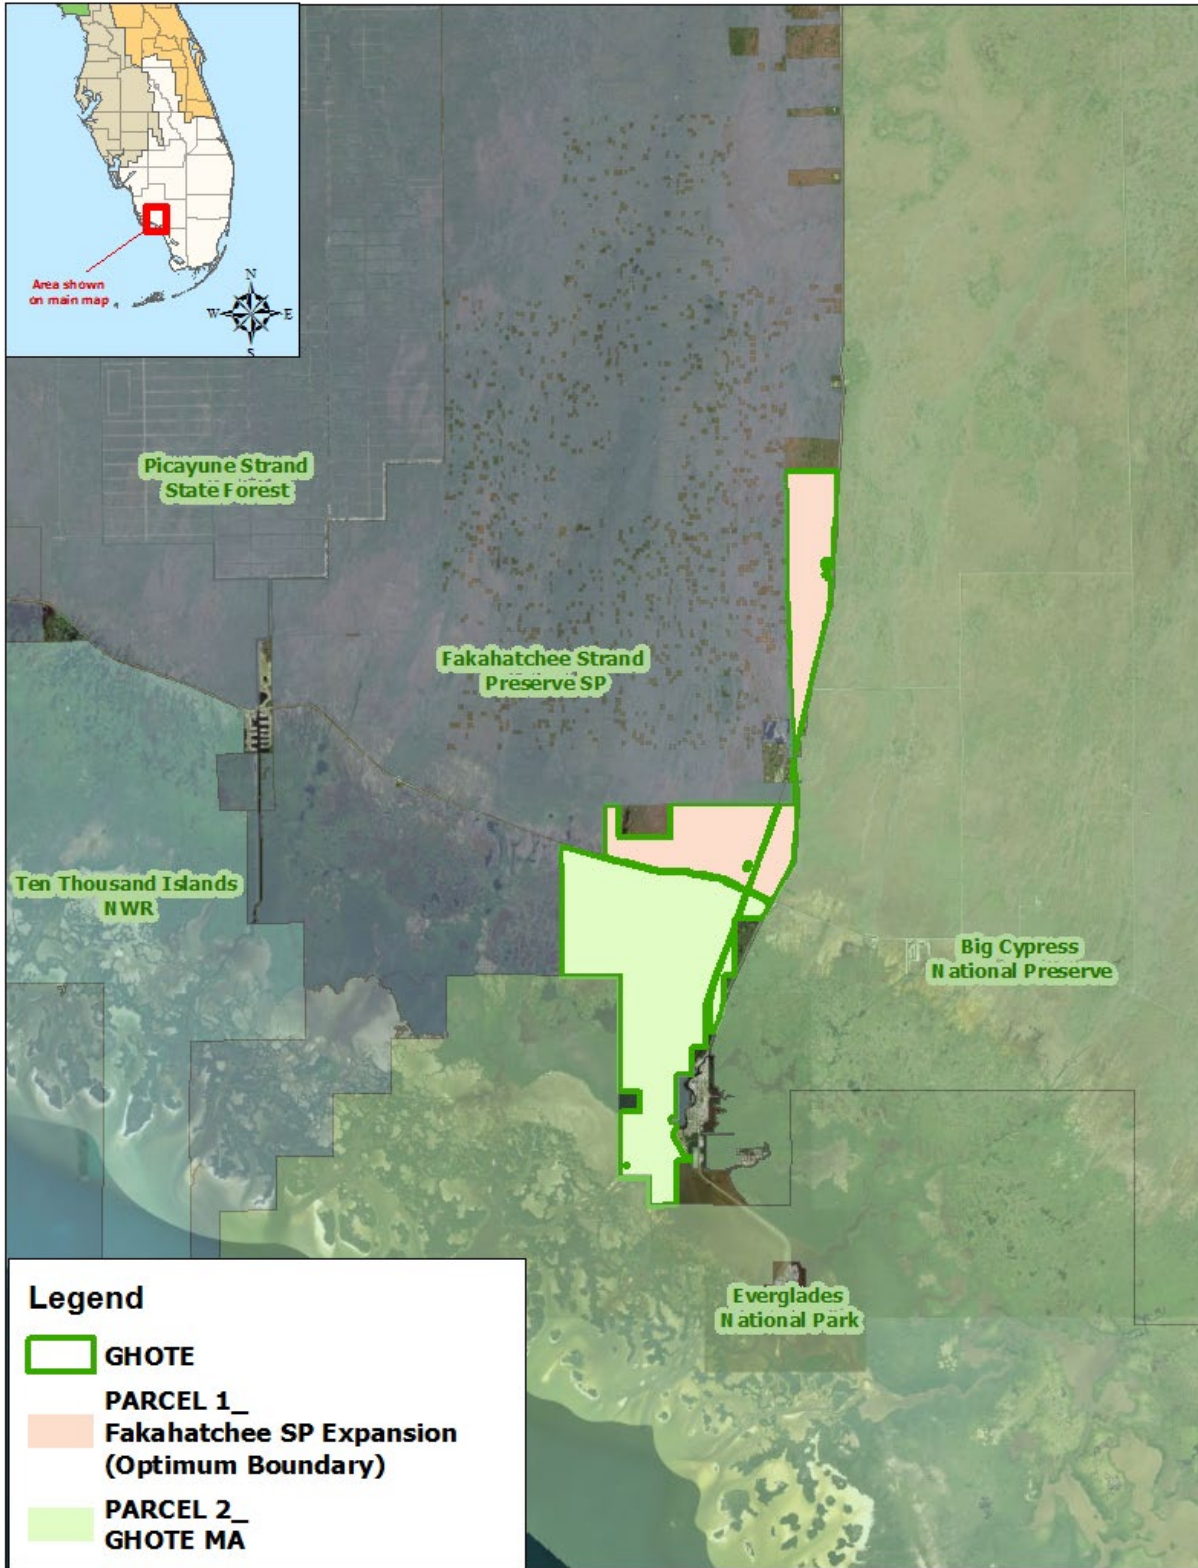 Area shown
on main map
N
W
E
S
Picayune Strand
State Forest
Fakahatchee Strand
Preserve SP
Ten Thousand Islands
NWR
Big Cypress
National Preserve
Everglades
National Park
Legend
GHOTE
PARCEL 1_
Fakahatchee SP Expansion
(Optimum Boundary)
PARCEL 2_
GHOTE MA